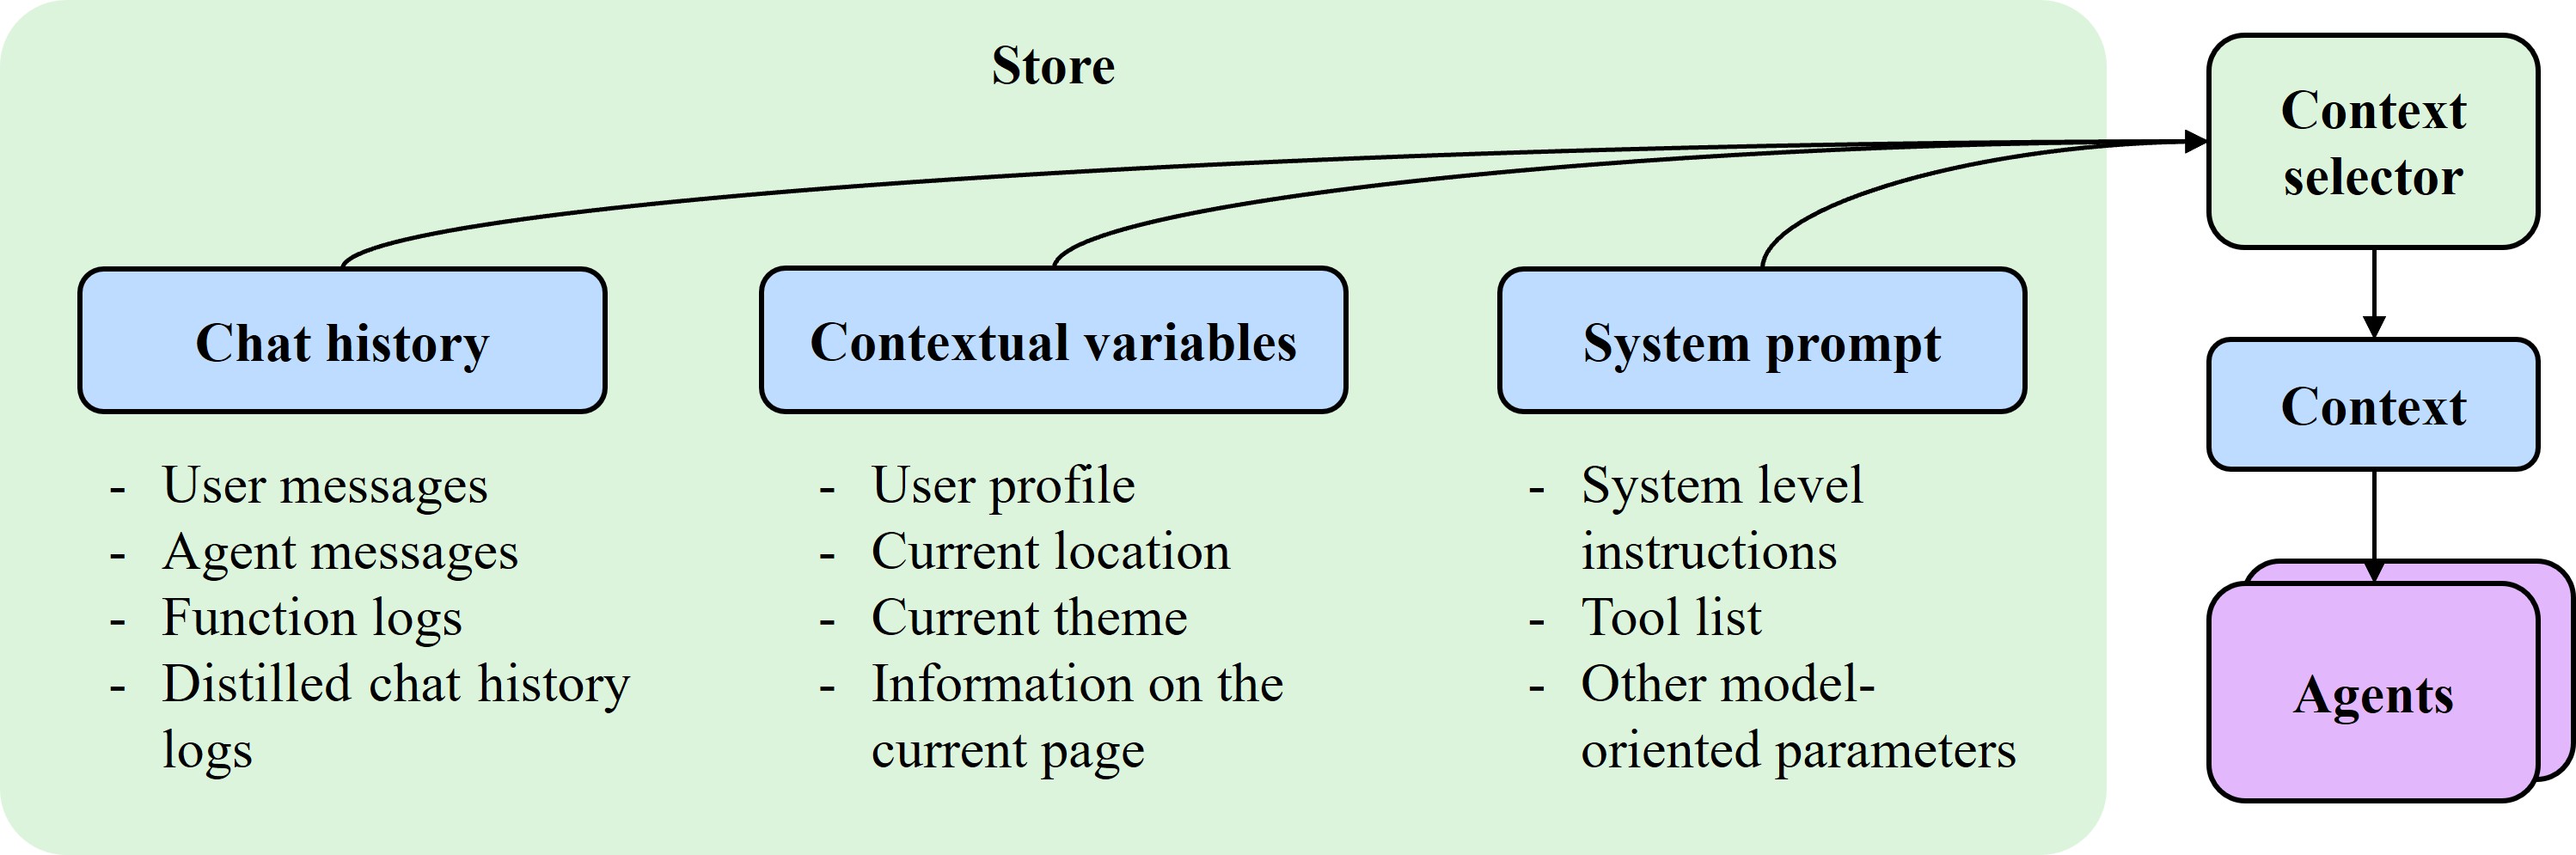 Store
Chat history
- User messages
- Agent messages
- Function logs
- Distilled chat history
logs
Contextual variables
- User profile
- Current location
- Current theme
- Information on the
current page
System prompt
- System level
instructions
- Tool list
- Other model-
oriented parameters
Context
selector
Context
Agents